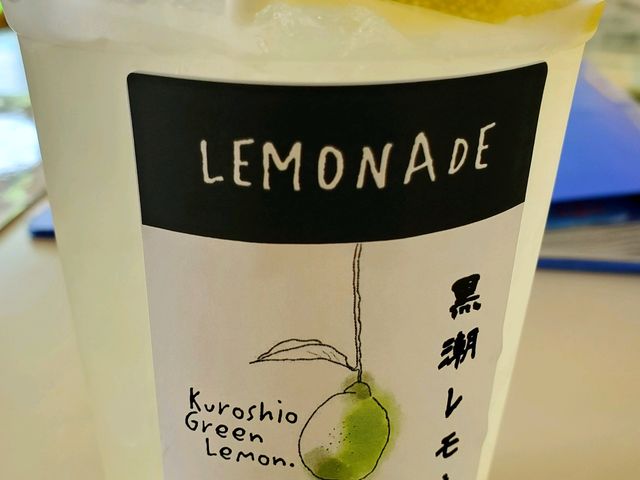 LEMONADE
Kuroshio
Green
Lemon.
黒潮レモ